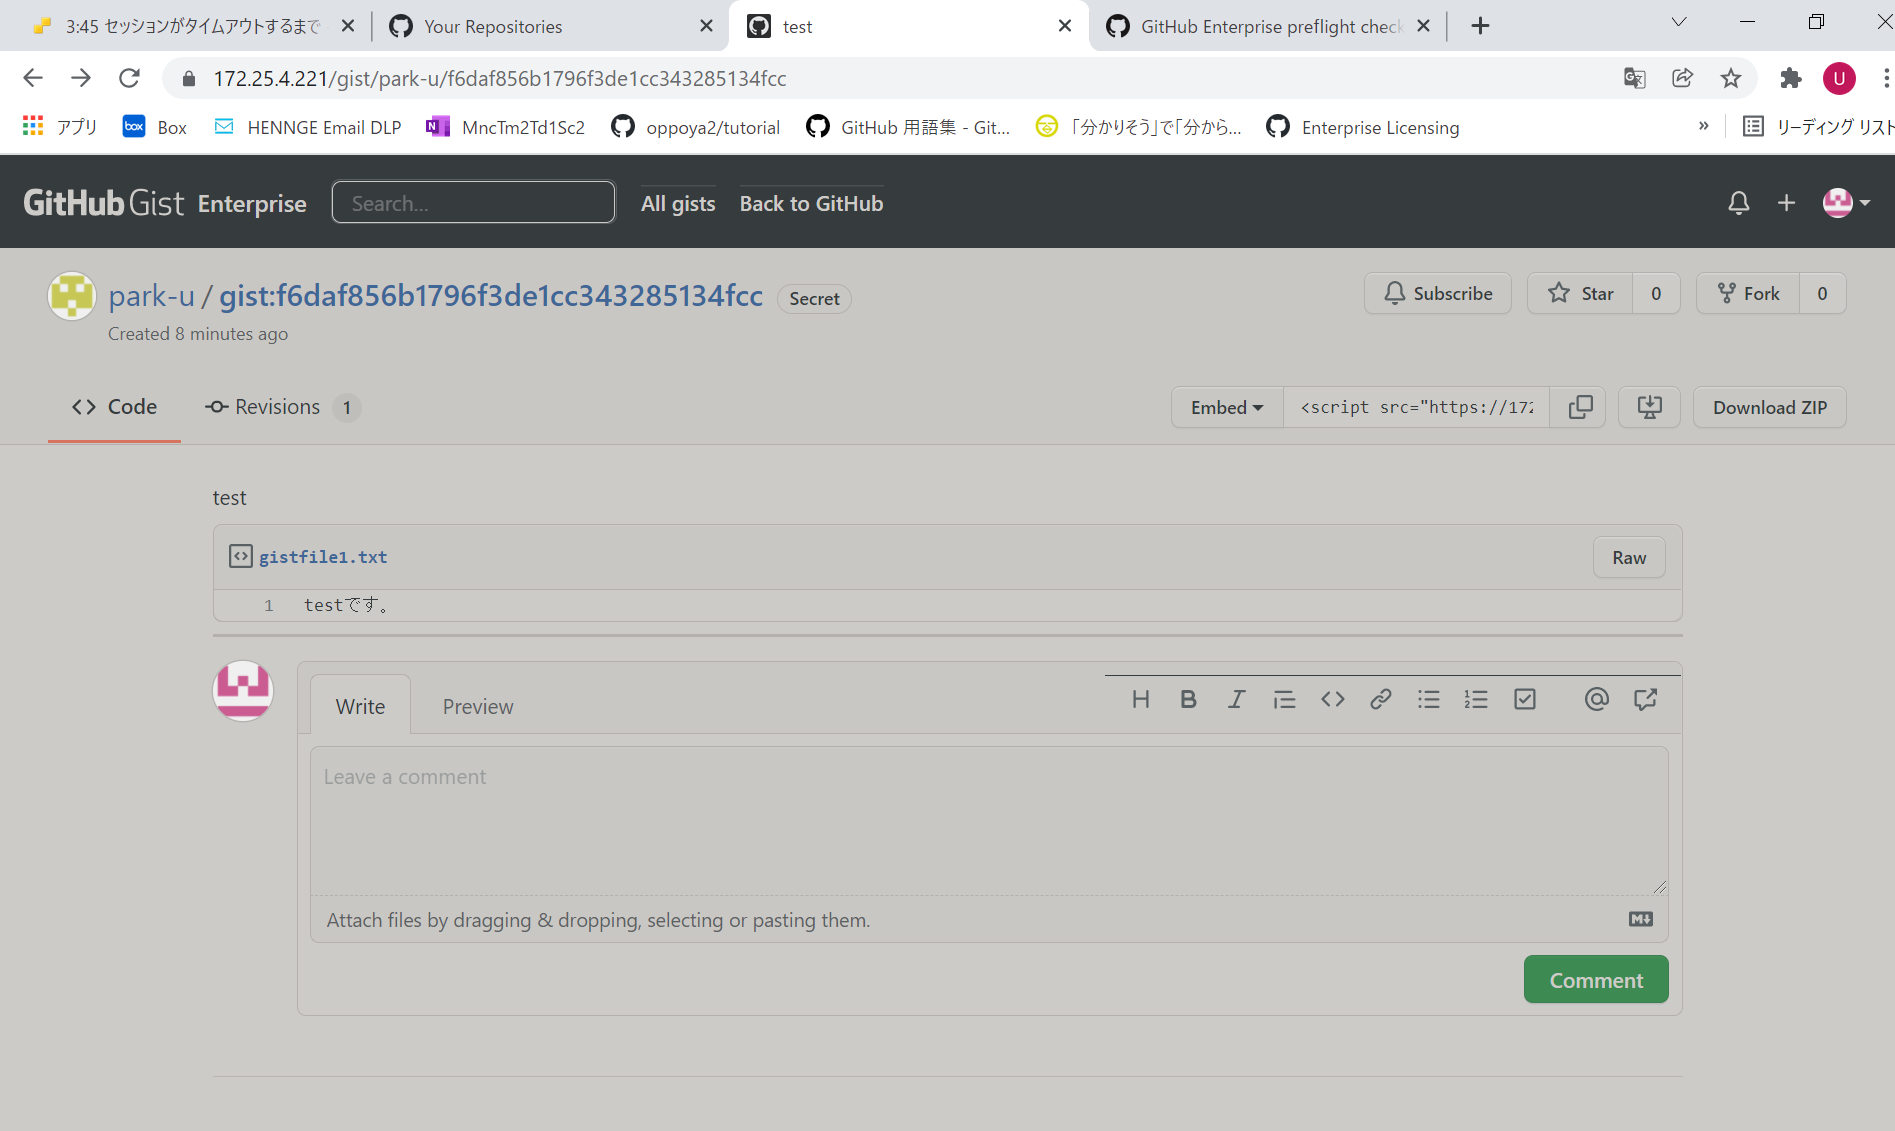 3:45 セッションがタイムアウトするまで
Your Repositories
test
GitHub Enterprise preflight chec
172.25.4.221/gist/park-u/f6daf856b1796f3de1cc343285134fcc
U
アプリ
box Box
HENNGE Email DLP
MncTm2Td1Sc2
oppoya2/tutorial
GitHub 用語集 - Git...
「分かりそう」で「分から...
Enterprise Licensing
»
リーディング リスト
GitHub Gist Enterprise
Search...
All gists
Back to GitHub
park-u / gist:f6daf856b1796f3de1cc343285134fcc
Secret
Subscribe
Star 0
Fork 0
Created 8 minutes ago
Code
Revisions 1
Embed
<script src="https://172
Download ZIP
test
gistfile1.txt
Raw
1 testです。
Write
Preview
Leave a comment
Attach files by dragging & dropping, selecting or pasting them.
Comment